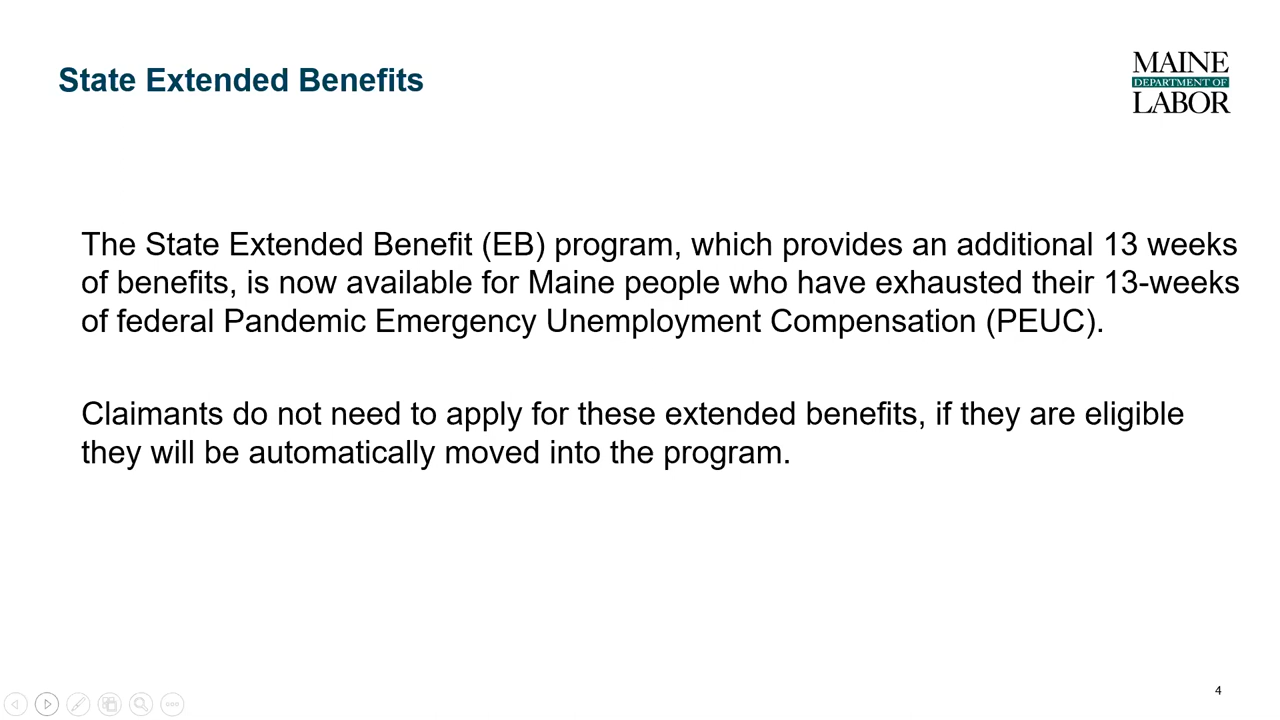 State Extended Benefits
MAINE
DEPARTMENT OF
LABOR
The State Extended Benefit (EB) program, which provides an additional 13 weeks
of benefits, is now available for Maine people who have exhausted their 13-weeks
of federal Pandemic Emergency Unemployment Compensation (PEUC).
Claimants do not need to apply for these extended benefits, if they are eligible
they will be automatically moved into the program.
4